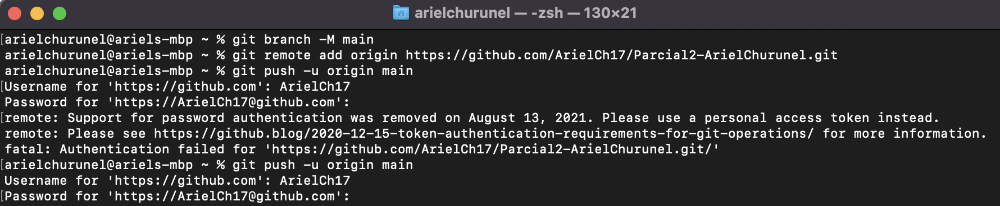 arielchurunel — -zsh — 130×21
[arielchurunel@ariels-mbp ~ % git branch -M main
arielchurunel@ariels-mbp ~ % git remote add origin https://github.com/ArielCh17/Parcial2-ArielChurunel.git
arielchurunel@ariels-mbp ~ % git push -u origin main
[Username for 'https://github.com': ArielCh17
Password for 'https://ArielCh17@github.com':
[remote: Support for password authentication was removed on August 13, 2021. Please use a personal access token instead.
remote: Please see https://github.blog/2020-12-15-token-authentication-requirements-for-git-operations/ for more information.
fatal: Authentication failed for 'https://github.com/ArielCh17/Parcial2-ArielChurunel.git/'
[arielchurunel@ariels-mbp ~ % git push -u origin main
Username for 'https://github.com': ArielCh17
[Password for 'https://ArielCh17@github.com':